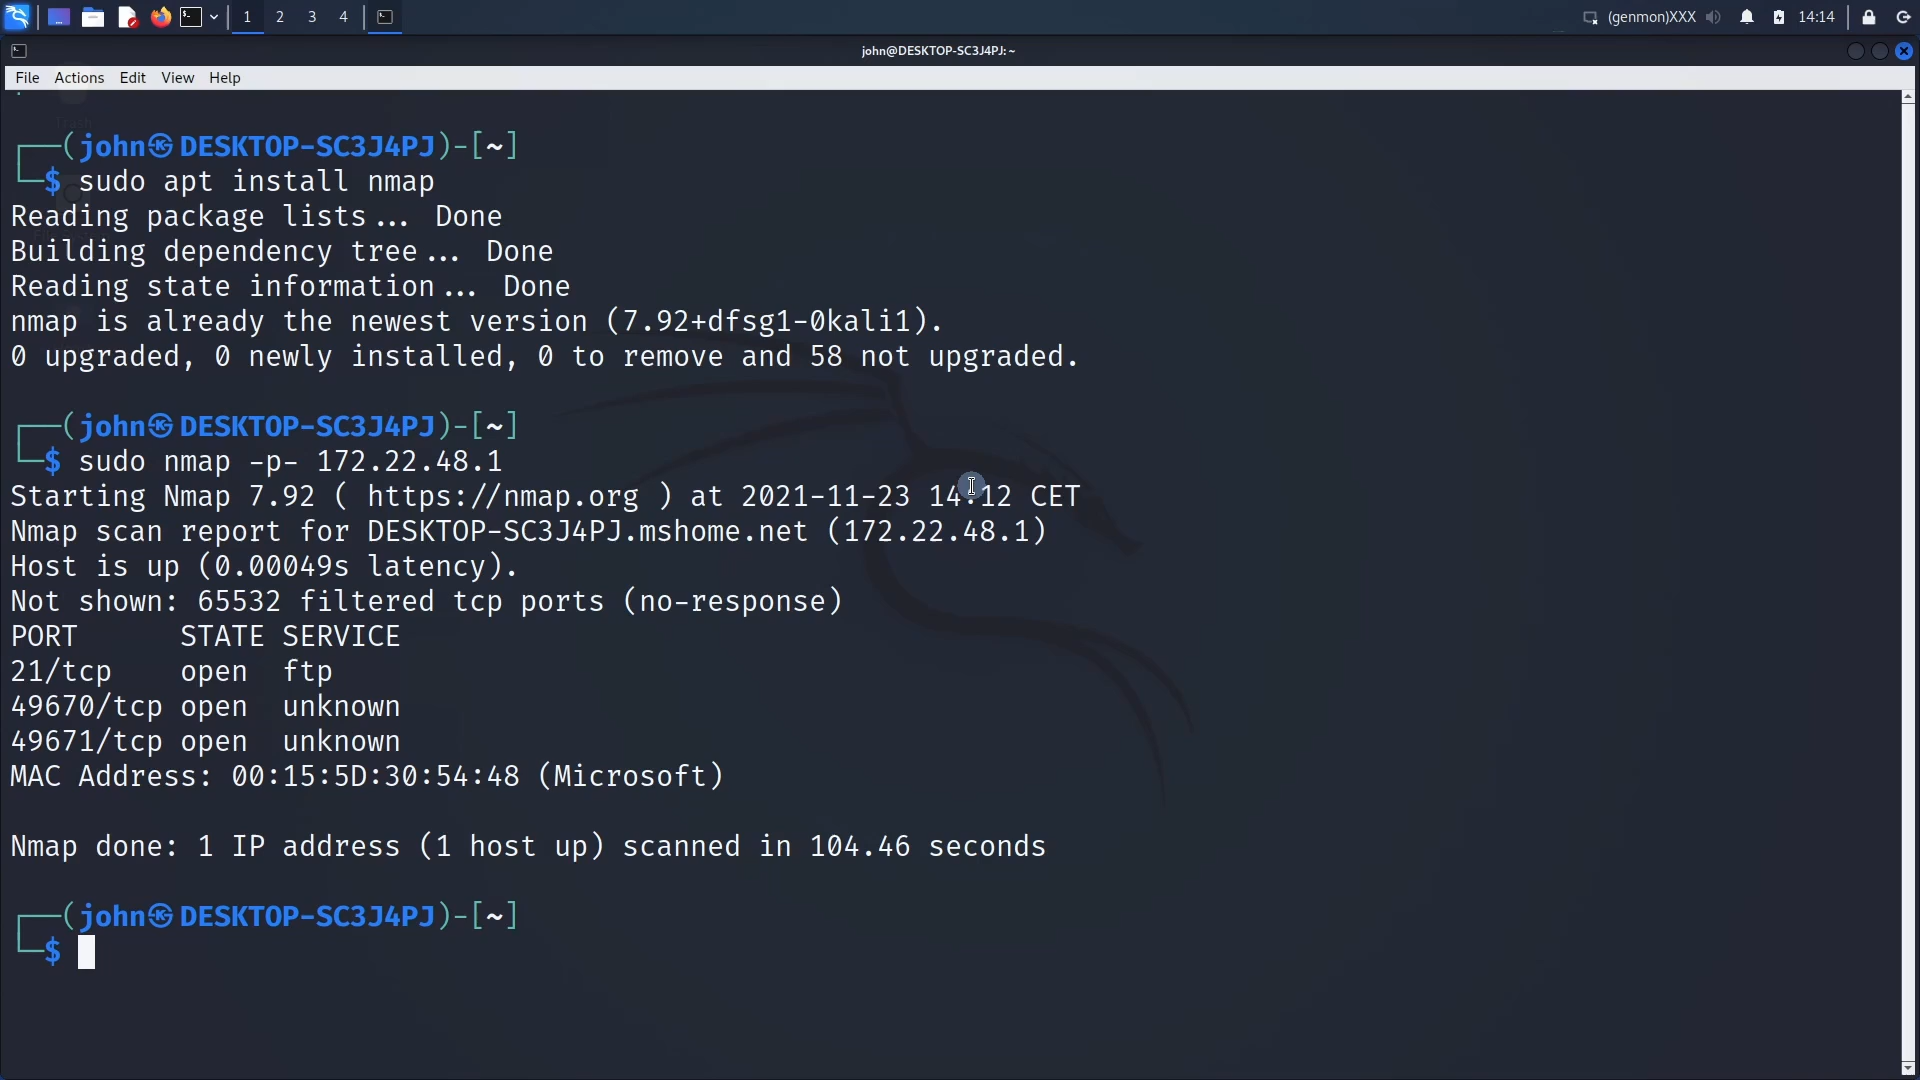 1 2 3 4 (genmon)XXX 14:14
john@DESKTOP-SC3J4PJ: ~
File Actions Edit View Help
┌──(john㉿DESKTOP-SC3J4PJ)-[~]
└─$ sudo apt install nmap
Reading package lists... Done
Building dependency tree... Done
Reading state information... Done
nmap is already the newest version (7.92+dfsg1-0kali1).
0 upgraded, 0 newly installed, 0 to remove and 58 not upgraded.
┌──(john㉿DESKTOP-SC3J4PJ)-[~]
└─$ sudo nmap -p- 172.22.48.1
Starting Nmap 7.92 ( https://nmap.org ) at 2021-11-23 14:12 CET
Nmap scan report for DESKTOP-SC3J4PJ.mshome.net (172.22.48.1)
Host is up (0.00049s latency).
Not shown: 65532 filtered tcp ports (no-response)
PORT      STATE SERVICE
21/tcp    open  ftp
49670/tcp open  unknown
49671/tcp open  unknown
MAC Address: 00:15:5D:30:54:48 (Microsoft)
Nmap done: 1 IP address (1 host up) scanned in 104.46 seconds
┌──(john㉿DESKTOP-SC3J4PJ)-[~]
└─$